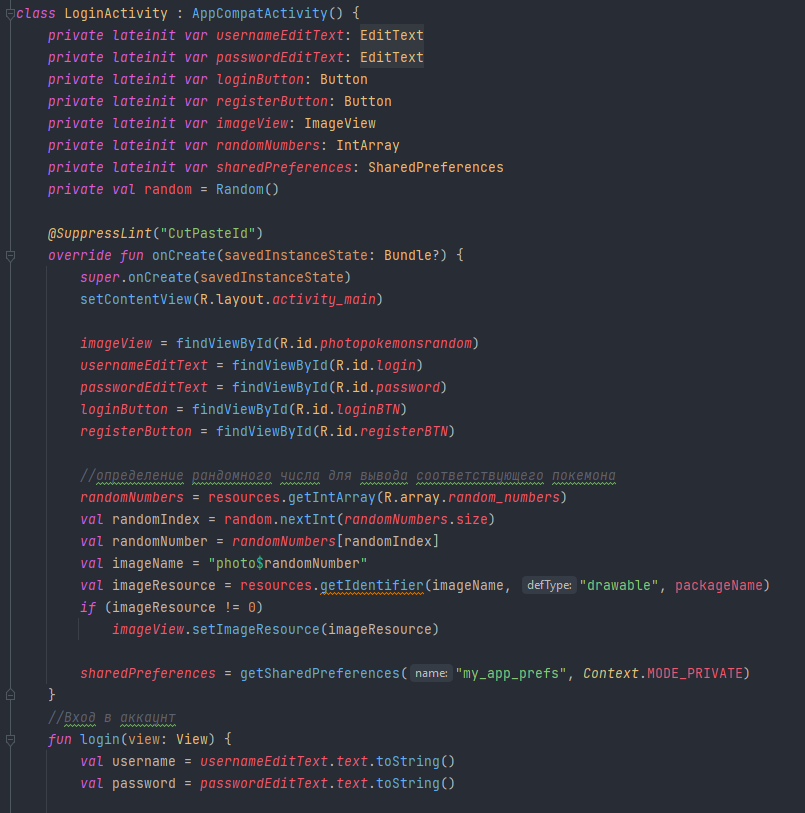 class LoginActivity : AppCompatActivity() {
    private lateinit var usernameEditText: EditText
    private lateinit var passwordEditText: EditText
    private lateinit var loginButton: Button
    private lateinit var registerButton: Button
    private lateinit var imageView: ImageView
    private lateinit var randomNumbers: IntArray
    private lateinit var sharedPreferences: SharedPreferences
    private val random = Random()

    @SuppressLint("CutPasteId")
    override fun onCreate(savedInstanceState: Bundle?) {
        super.onCreate(savedInstanceState)
        setContentView(R.layout.activity_main)

        imageView = findViewById(R.id.photopokemonsrandom)
        usernameEditText = findViewById(R.id.login)
        passwordEditText = findViewById(R.id.password)
        loginButton = findViewById(R.id.loginBTN)
        registerButton = findViewById(R.id.registerBTN)

        //определение рандомного числа для вывода соответствцющего покемона
        randomNumbers = resources.getIntArray(R.array.random_numbers)
        val randomIndex = random.nextInt(randomNumbers.size)
        val randomNumber = randomNumbers[randomIndex]
        val imageName = "photo$randomNumber"
        val imageResource = resources.getIdentifier(imageName, defType: "drawable", packageName)
        if (imageResource != 0)
            imageView.setImageResource(imageResource)

        sharedPreferences = getSharedPreferences( name: "my_app_prefs", Context.MODE_PRIVATE)
    }
    //Вход в аккацнт
    fun login(view: View) {
        val username = usernameEditText.text.toString()
        val password = passwordEditText.text.toString()